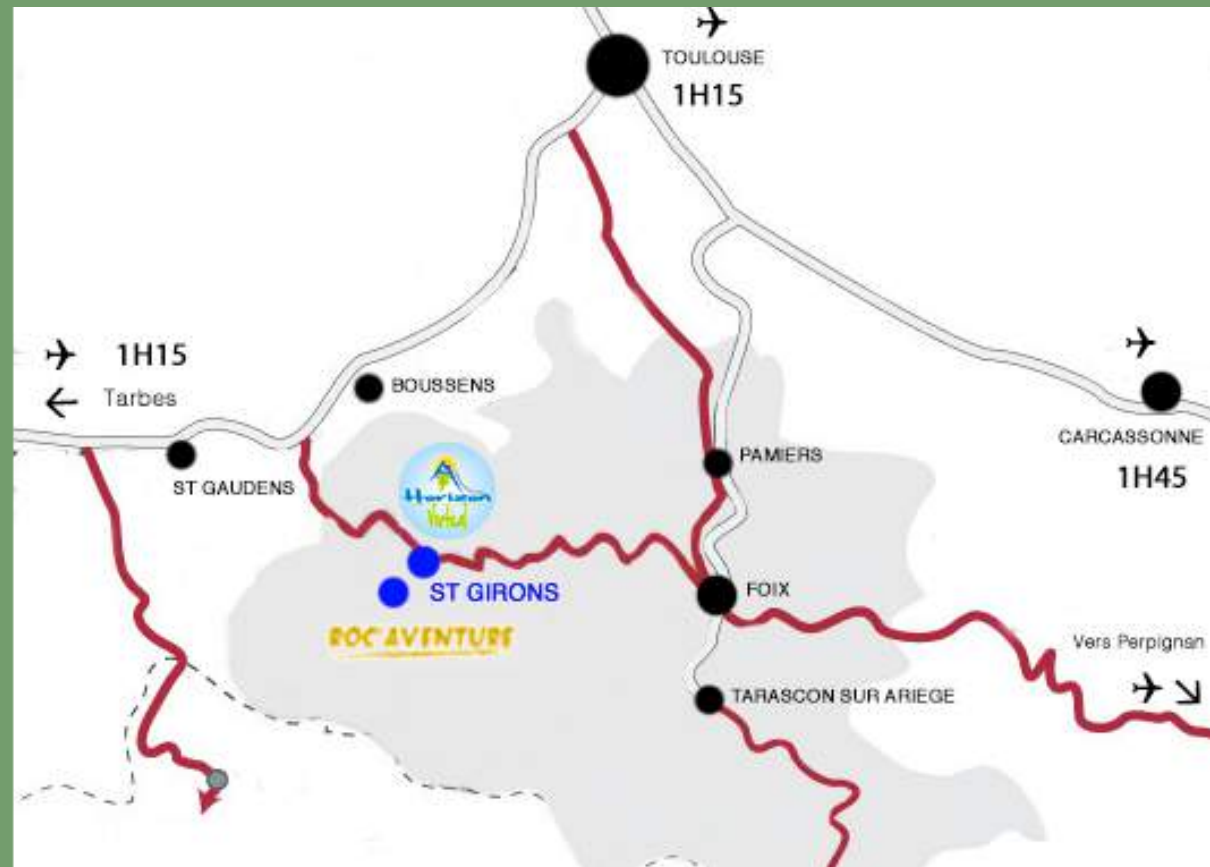 TOULOUSE
1H15
1H15
Tarbes
BOUSSENS
CARCASSONNE
1H45
ST GAUDENS
PAMIERS
Horizon
Vertical
ST GIRONS
FOIX
ROC AVENTURE
Vers Perpignan
TARASCON SUR ARIEGE